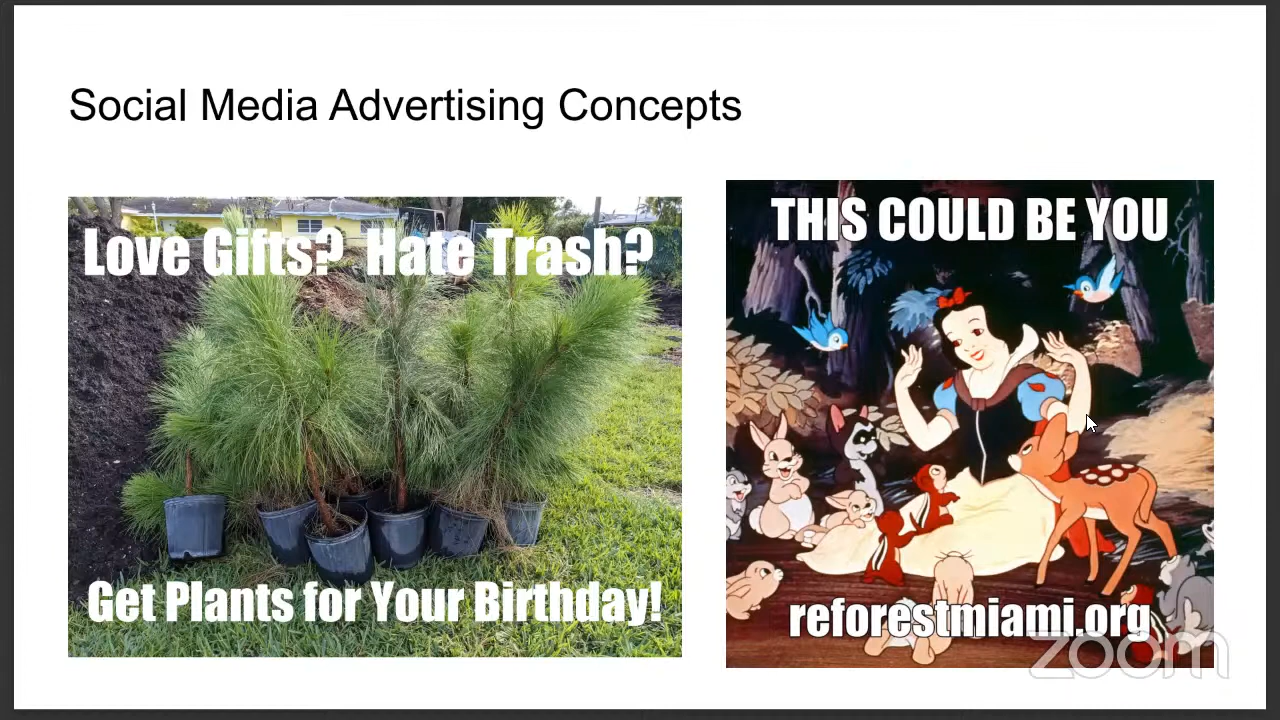 Social Media Advertising Concepts
Love Gifts? Hate Trash?
Get Plants for Your Birthday!
THIS COULD BE YOU
reforestmiami.org
zoom